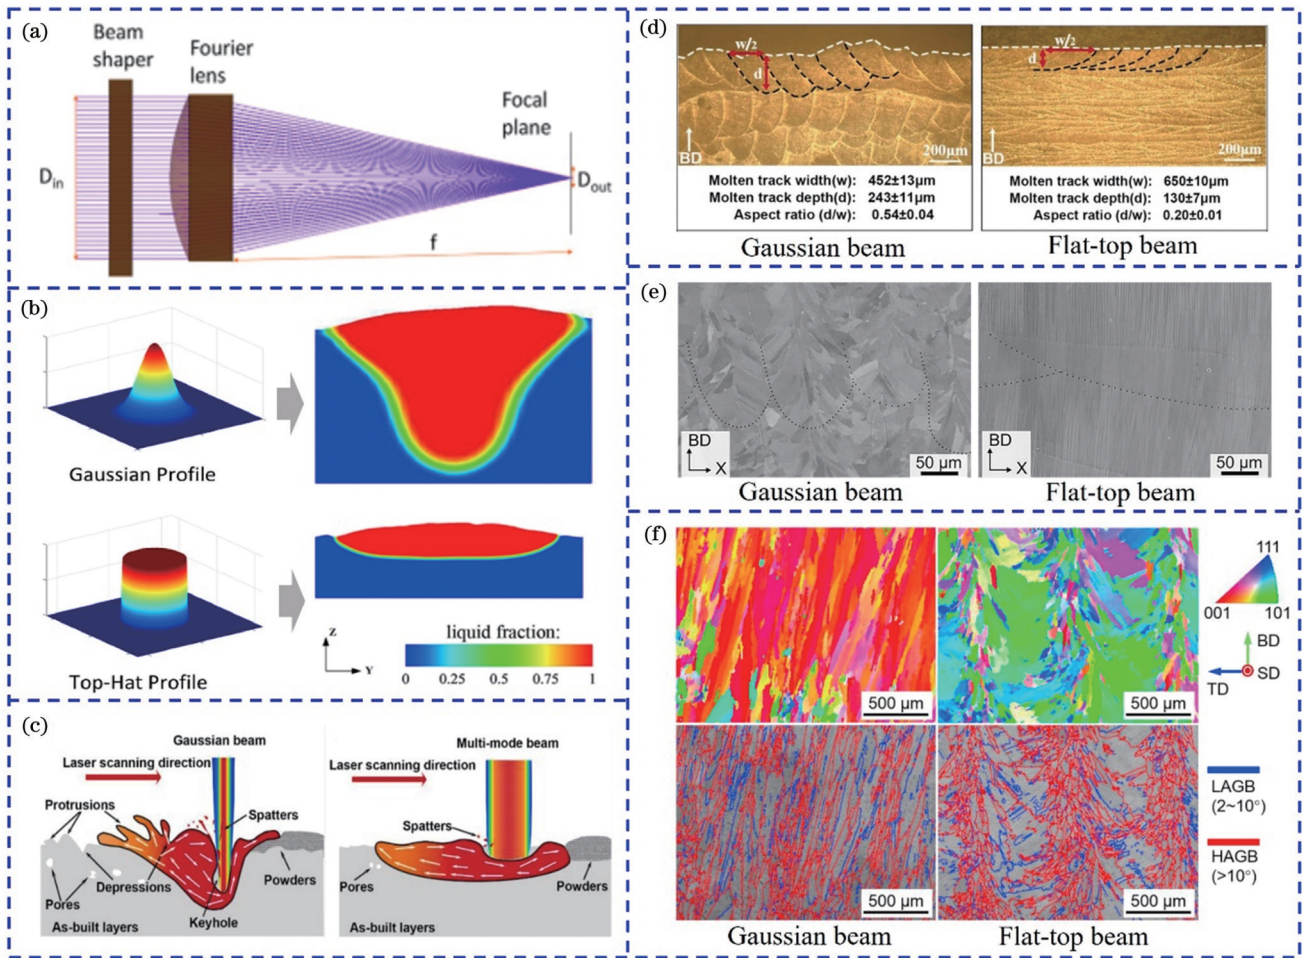 (a)
Beam
shaper
Fourier
lens
Focal
plane
Din
Dout
f
(b)
Gaussian Profile
Top-Hat Profile
Z
Y
liquid fraction:
0 0.25 0.5 0.75 1
(c)
Gaussian beam
Laser scanning direction
Protrusions
Spatters
Depressions
Powders
Pores
Keyhole
As-built layers
Multi-mode beam
Laser scanning direction
Spatters
Pores
Powders
As-built layers
(d)
w/2
d
BD
200μm
Molten track width(w): 452±13μm
Molten track depth(d): 243±11μm
Aspect ratio (d/w): 0.54±0.04
Gaussian beam
w/2
d
BD
200μm
Molten track width(w): 650±10μm
Molten track depth(d): 130±7μm
Aspect ratio (d/w): 0.20±0.01
Flat-top beam
(e)
BD
X
50 μm
Gaussian beam
BD
X
50 μm
Flat-top beam
(f)
500 μm
500 μm
111
001 101
BD
TD
SD
500 μm
500 μm
LAGB
(2~10°)
HAGB
(>10°)
Gaussian beam
Flat-top beam